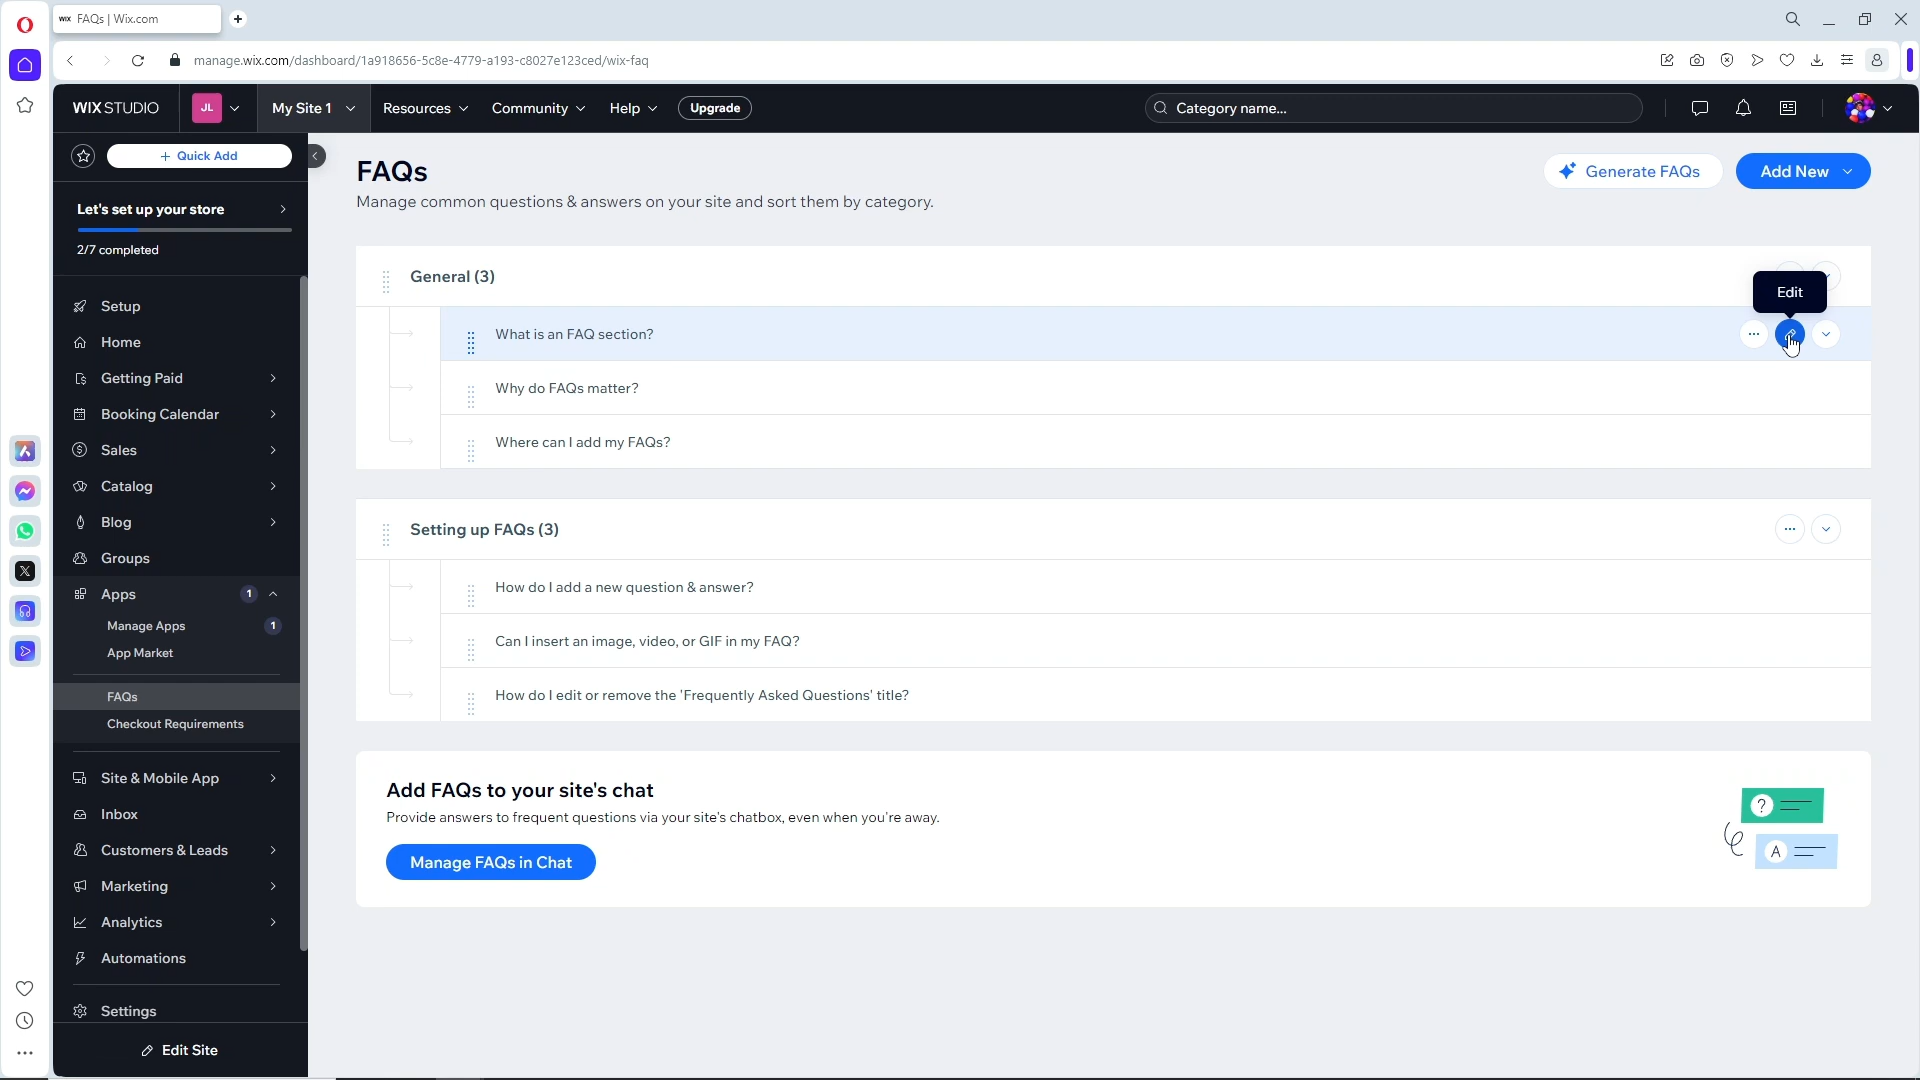 WIX FAQs | Wix.com
manage.wix.com/dashboard/1a918656-5c8e-4779-a193-c8027e123ced/wix-faq
WIX STUDIO
JL
My Site 1
Resources
Community
Help
Upgrade
Category name...
+ Quick Add
Let's set up your store
2/7 completed
Setup
Home
Getting Paid
Booking Calendar
Sales
Catalog
Blog
Groups
Apps 1
Manage Apps 1
App Market
FAQs
Checkout Requirements
Site & Mobile App
Inbox
Customers & Leads
Marketing
Analytics
Automations
Settings
Edit Site
FAQs
Manage common questions & answers on your site and sort them by category.
Generate FAQs
Add New
General (3)
Edit
What is an FAQ section?
Why do FAQs matter?
Where can I add my FAQs?
Setting up FAQs (3)
How do I add a new question & answer?
Can I insert an image, video, or GIF in my FAQ?
How do I edit or remove the 'Frequently Asked Questions' title?
Add FAQs to your site's chat
Provide answers to frequent questions via your site's chatbox, even when you're away.
Manage FAQs in Chat
?
A